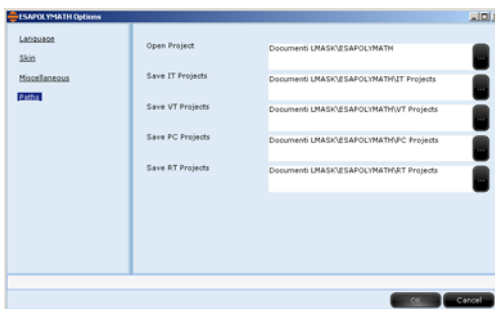 ESAPOLYMATH Options
Language
Skin
Miscellaneous
Paths
Open Project
Documenti LMASK\ESAPOLYMATH
...
Save IT Projects
Documenti LMASK\ESAPOLYMATH\IT Projects
...
Save VT Projects
Documenti LMASK\ESAPOLYMATH\VT Projects
...
Save PC Projects
Documenti LMASK\ESAPOLYMATH\PC Projects
...
Save RT Projects
Documenti LMASK\ESAPOLYMATH\RT Projects
...
OK
Cancel